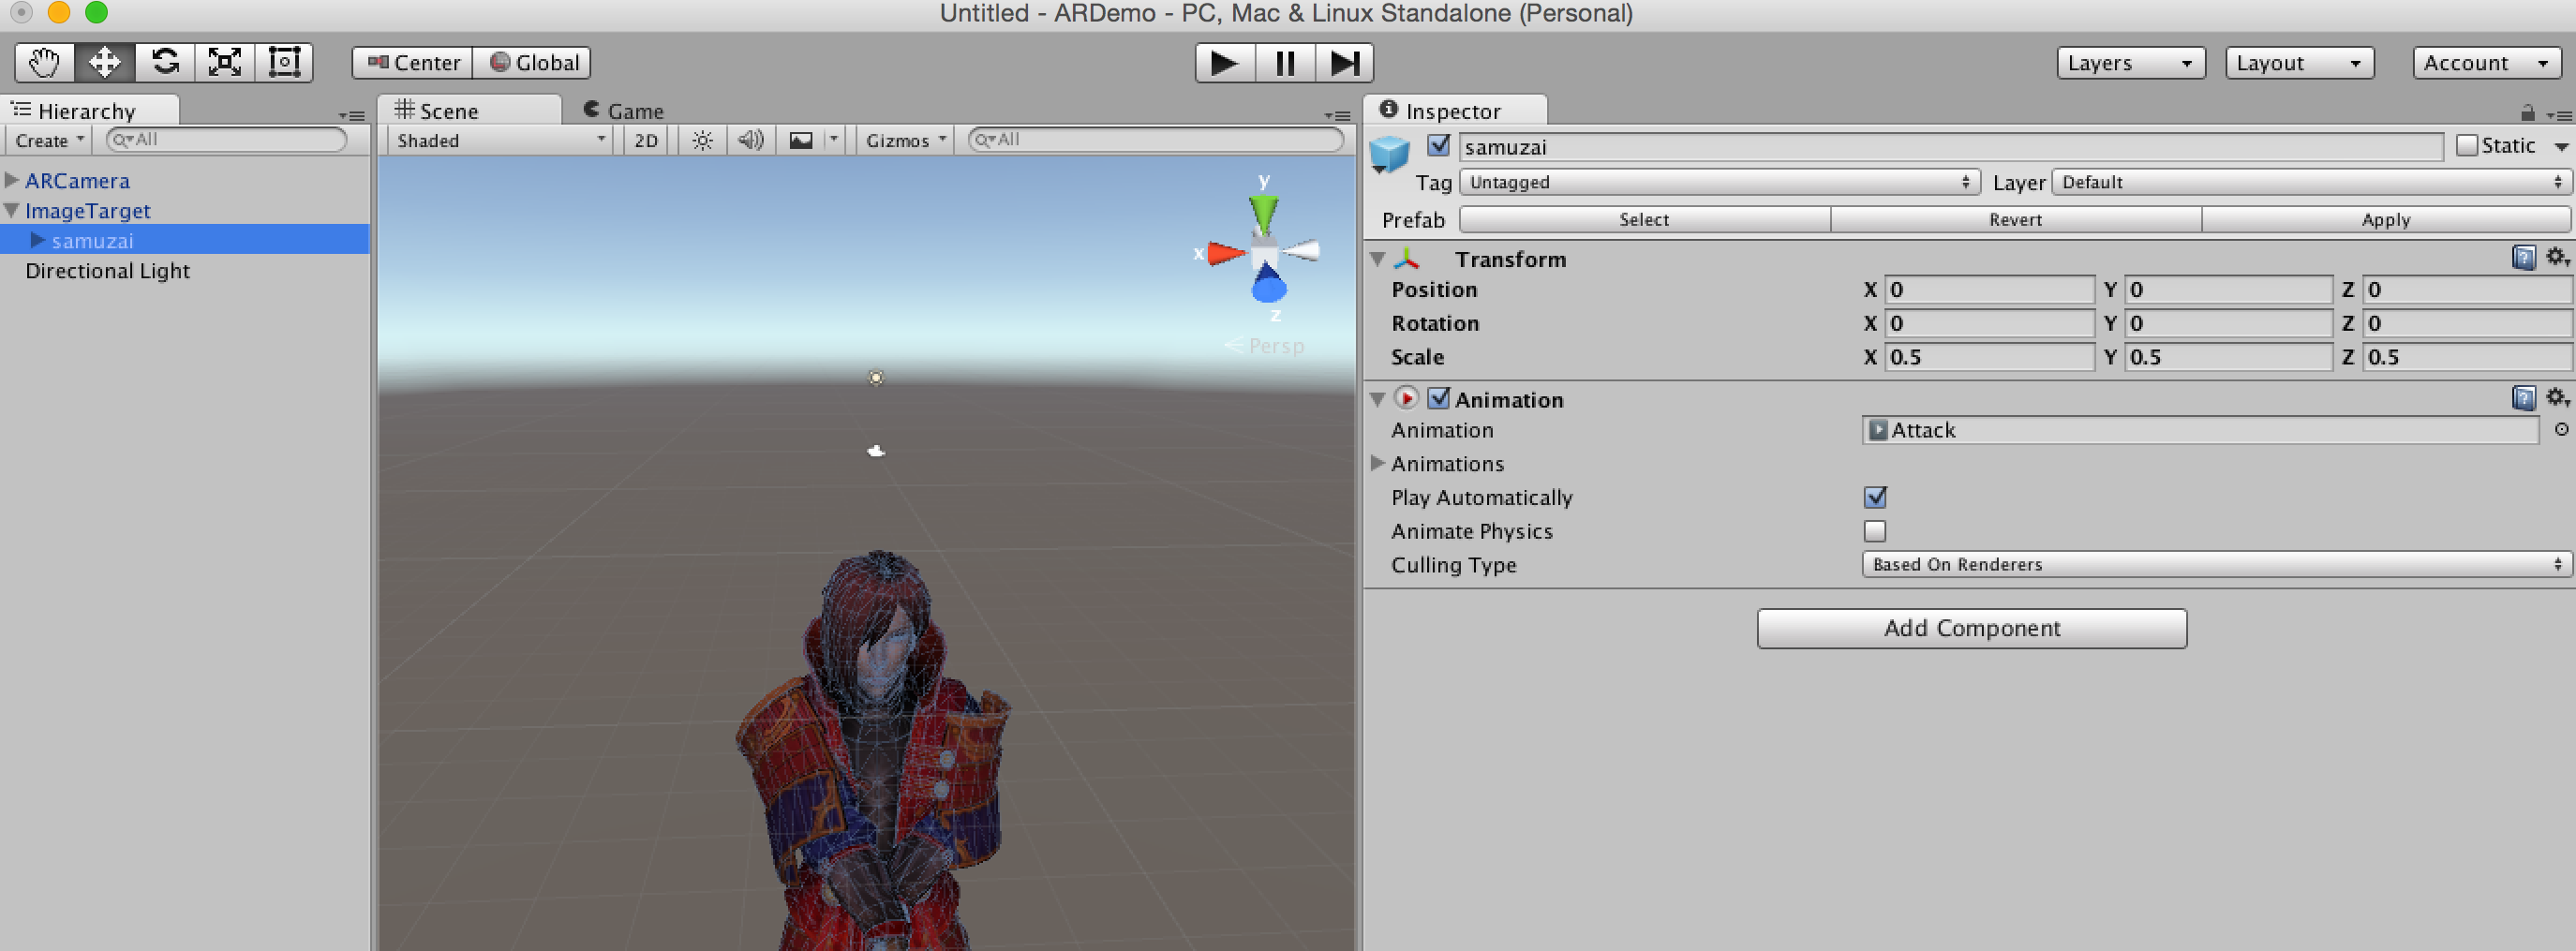 Untitled - ARDemo - PC, Mac & Linux Standalone (Personal)
Center Global Layers Layout Account
Hierarchy
Create All
ARCamera
ImageTarget
samuzai
Directional Light
Scene Game
Shaded 2D Gizmos All
y
x
z
Persp
Inspector
samuzai Static
Tag Untagged Layer Default
Prefab Select Revert Apply
Transform
Position X 0 Y 0 Z 0
Rotation X 0 Y 0 Z 0
Scale X 0.5 Y 0.5 Z 0.5
Animation
Animation Attack
Animations
Play Automatically
Animate Physics
Culling Type Based On Renderers
Add Component